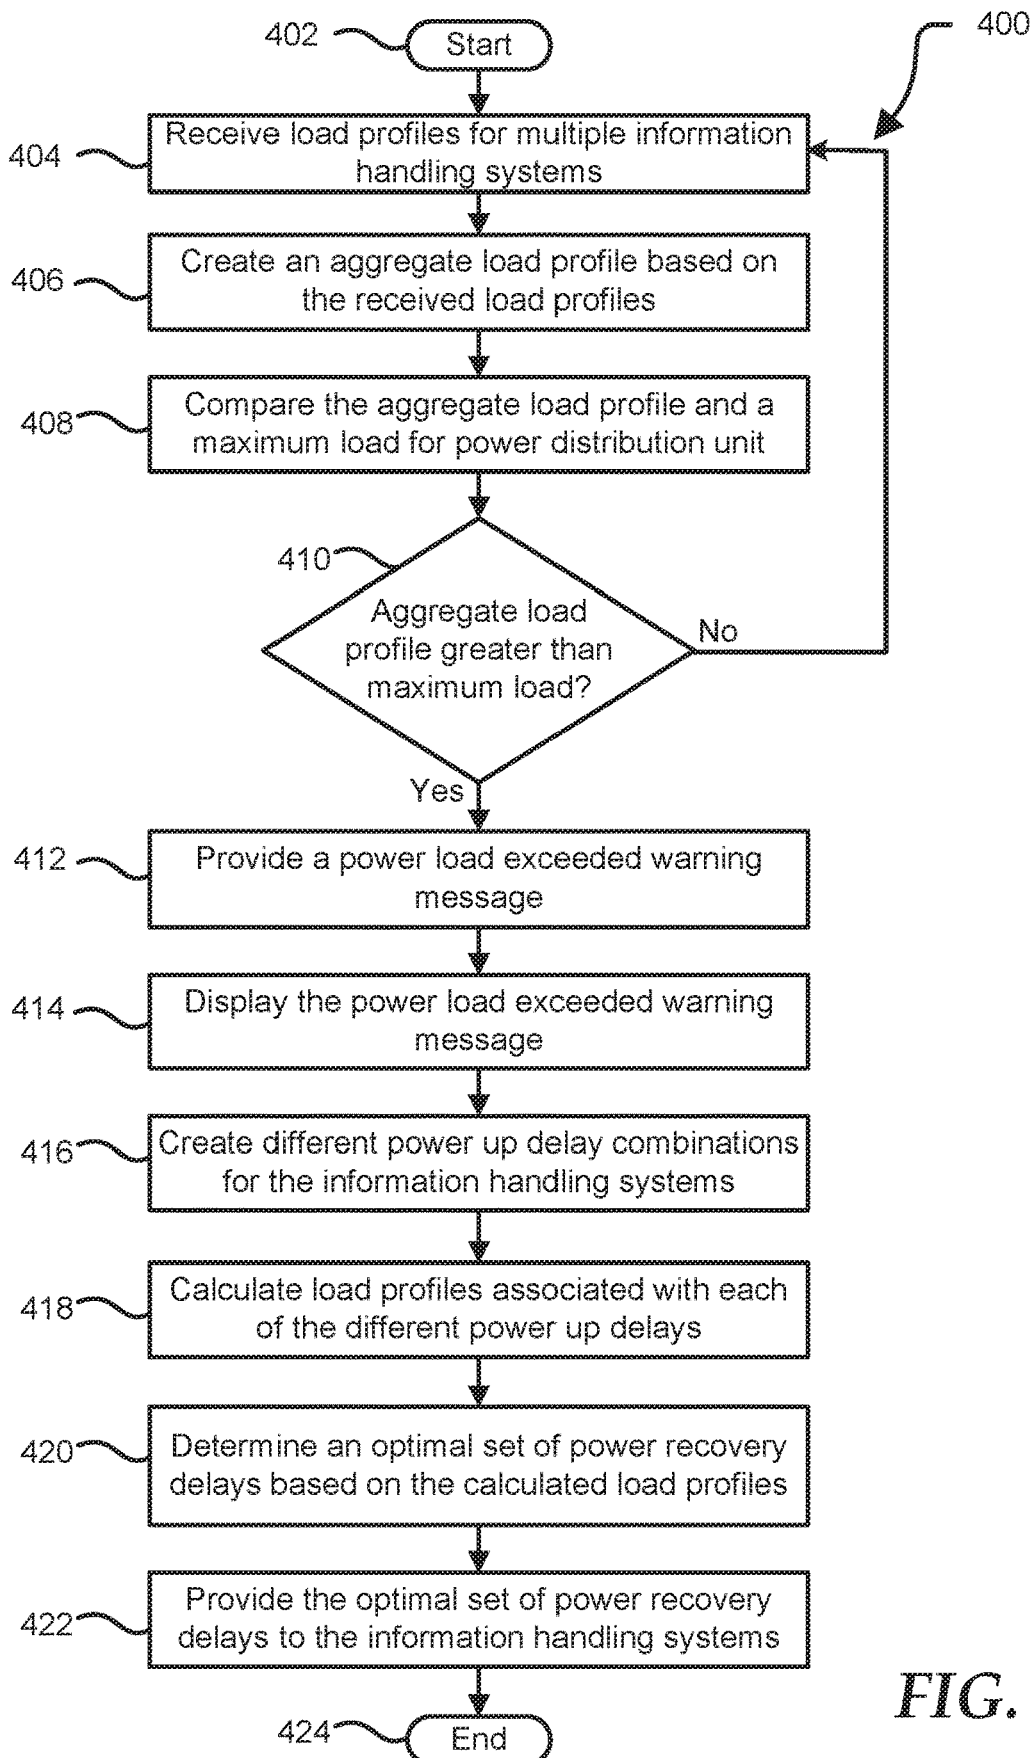 402
Start
400
404
Receive load profiles for multiple information
handling systems
406
Create an aggregate load profile based on
the received load profiles
408
Compare the aggregate load profile and a
maximum load for power distribution unit
410
Aggregate load
profile greater than
maximum load?
No
Yes
412
Provide a power load exceeded warning
message
414
Display the power load exceeded warning
message
416
Create different power up delay combinations
for the information handling systems
418
Calculate load profiles associated with each
of the different power up delays
420
Determine an optimal set of power recovery
delays based on the calculated load profiles
422
Provide the optimal set of power recovery
delays to the information handling systems
424
End
FIG.